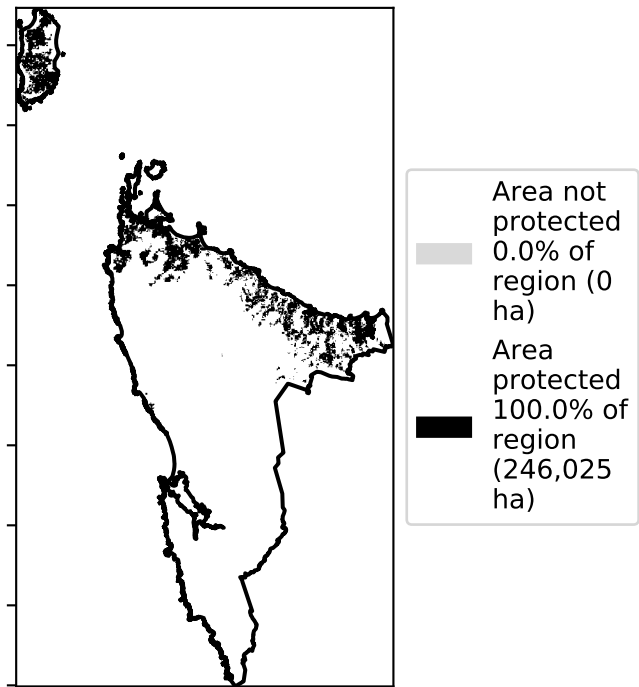 Area not
protected
0.0% of
region (0
ha)
Area
protected
100.0% of
region
(246,025
ha)